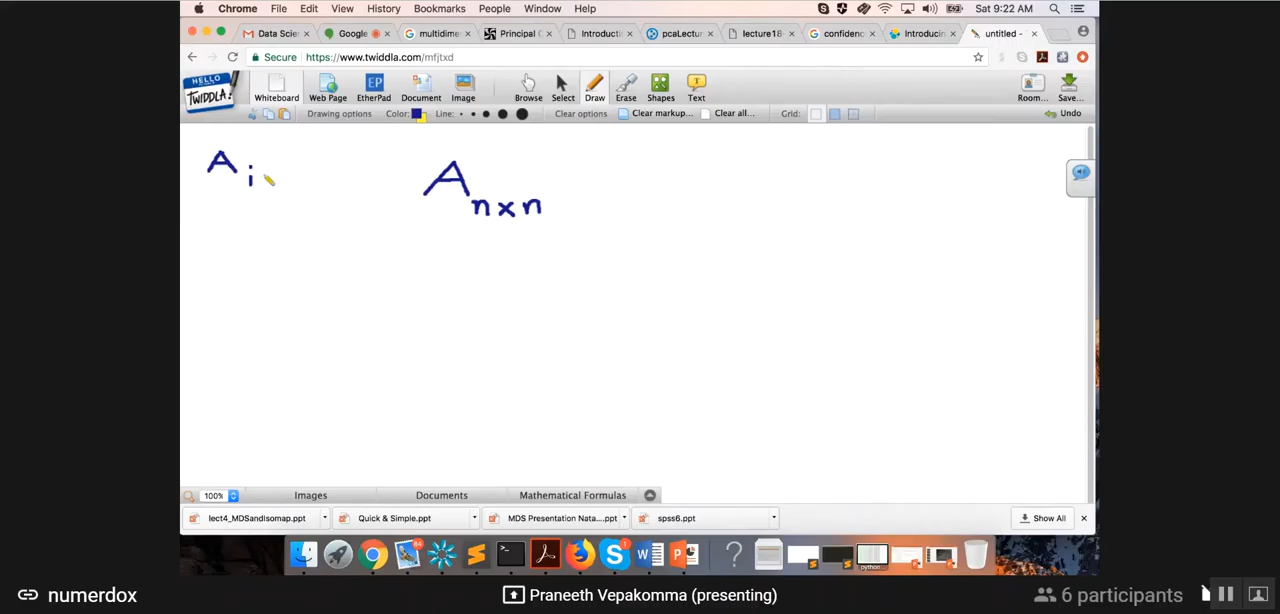 Chrome File Edit View History Bookmarks People Window Help Sat 9:22 AM
Data Scien Google multidime Principal C Introducti pcaLectur lecture18- confidenc Introducin untitled -
Secure https://www.twiddla.com/mfjtxd
HELLO TWIDDLA! Whiteboard Web Page EtherPad Document Image Browse Select Draw Erase Shapes Text Room... Save...
Drawing options Color: Line: Clear options Clear markup... Clear all... Grid: Undo
A i
A n x n
100% Images Documents Mathematical Formulas
lect4_MDSandisomap.ppt Quick & Simple.ppt MDS Presentation Nata....ppt spss6.ppt Show All
python
numerdox Praneeth Vepakomma (presenting) 6 participants